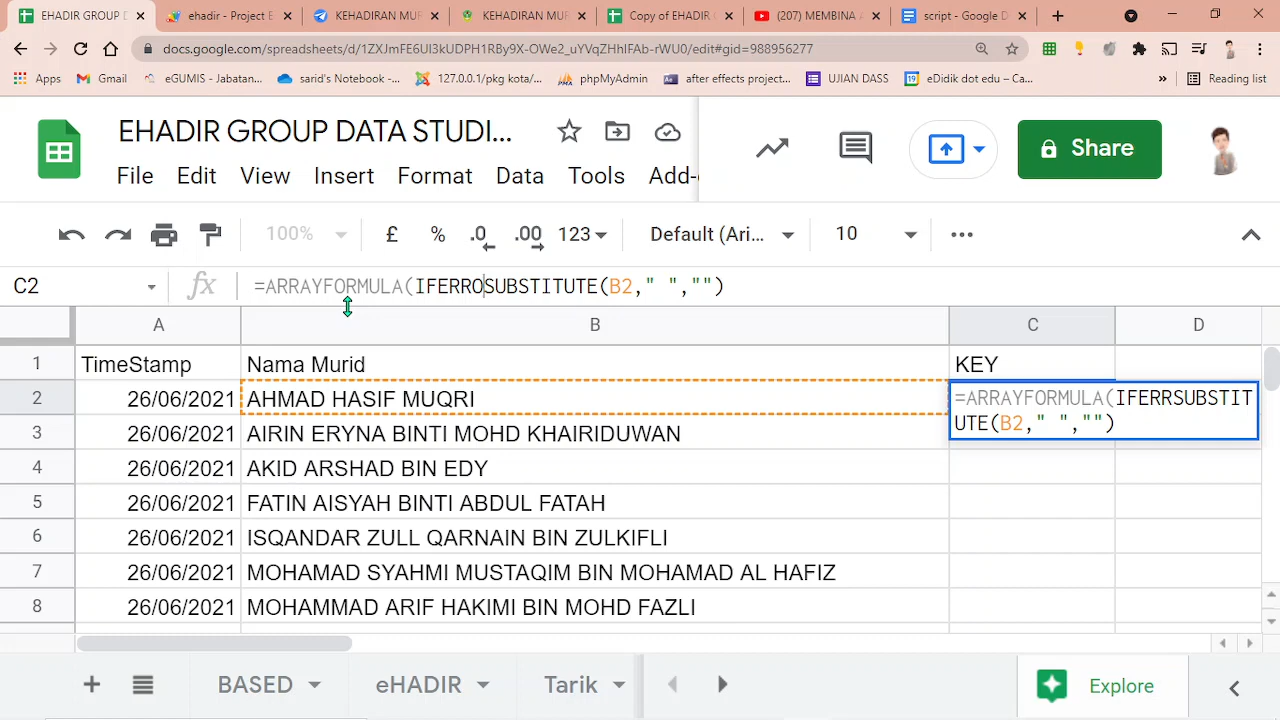 EHADIR GROUP D
ehadir - Project E
KEHADIRAN MUR
KEHADIRAN MUR
Copy of EHADIR
(207) MEMBINA A
script - Google D
docs.google.com/spreadsheets/d/1ZXJmFE6UI3kUDPH1RBy9X-OWe2_uYVqZHhIFAb-rWU0/edit#gid=988956277
Apps
Gmail
eGUMIS - Jabatan...
sarid's Notebook -...
127.0.0.1/pkg kota/...
phpMyAdmin
after effects project...
UJIAN DASS
eDidik dot edu – Ca...
»
Reading list
EHADIR GROUP DATA STUDI...
Share
File Edit View Insert Format Data Tools Add-
100% £ % .0 .00 123 Default (Ari... 10
C2 fx =ARRAYFORMULA(IFERROSUBSTITUTE(B2," ","")
A B C D
1 TimeStamp Nama Murid KEY
2 26/06/2021 AHMAD HASIF MUQRI =ARRAYFORMULA(IFERRSUBSTIT
UTE(B2," ","")
3 26/06/2021 AIRIN ERYNA BINTI MOHD KHAIRIDUWAN
4 26/06/2021 AKID ARSHAD BIN EDY
5 26/06/2021 FATIN AISYAH BINTI ABDUL FATAH
6 26/06/2021 ISQANDAR ZULL QARNAIN BIN ZULKIFLI
7 26/06/2021 MOHAMAD SYAHMI MUSTAQIM BIN MOHAMAD AL HAFIZ
8 26/06/2021 MOHAMMAD ARIF HAKIMI BIN MOHD FAZLI
BASED eHADIR Tarik Explore